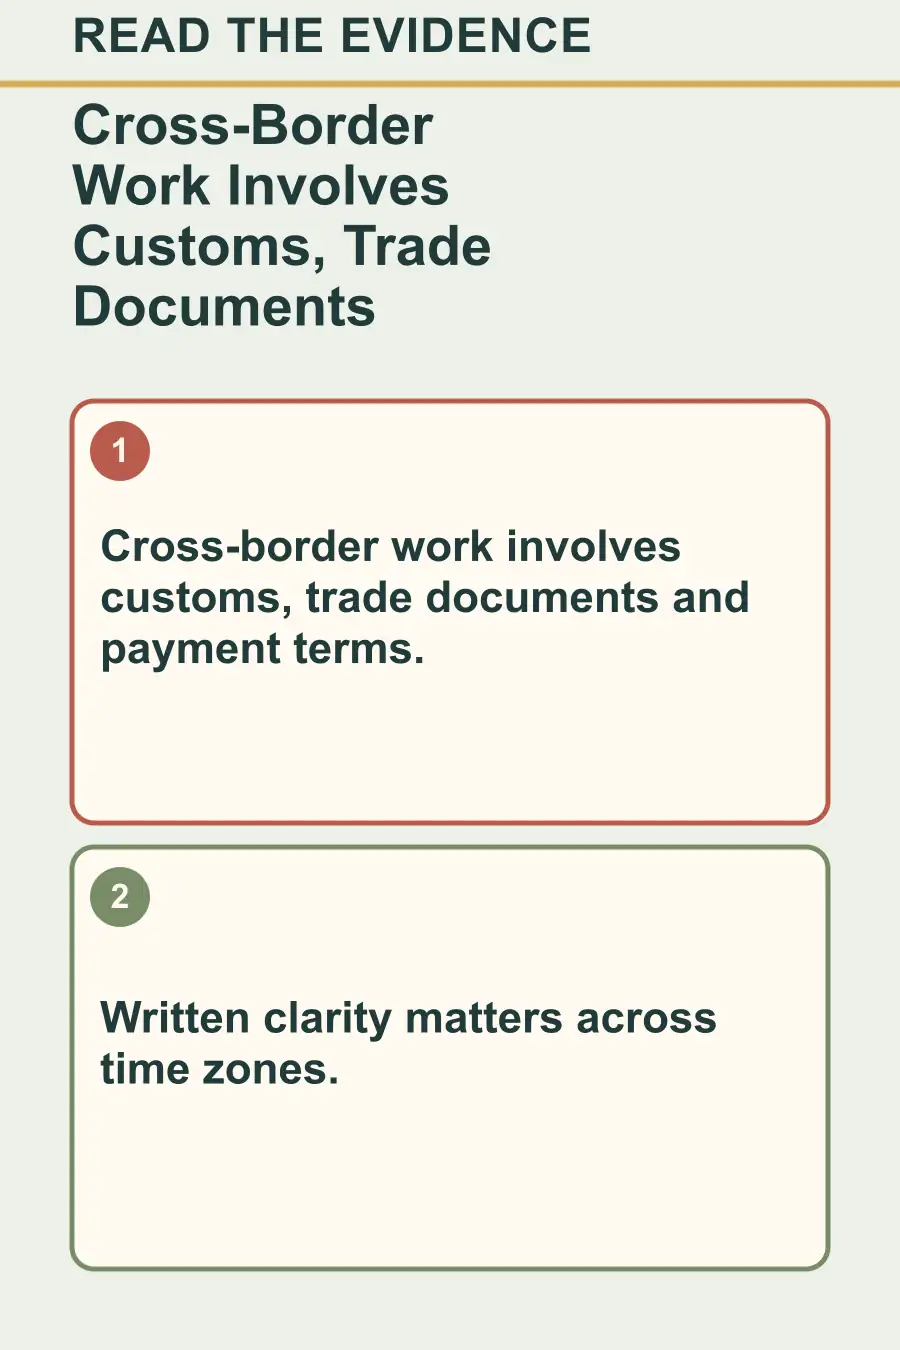 READ THE EVIDENCE
Cross-Border
Work Involves
Customs, Trade
Documents
1
Cross-border work involves
customs, trade documents and
payment terms.
2
Written clarity matters across
time zones.